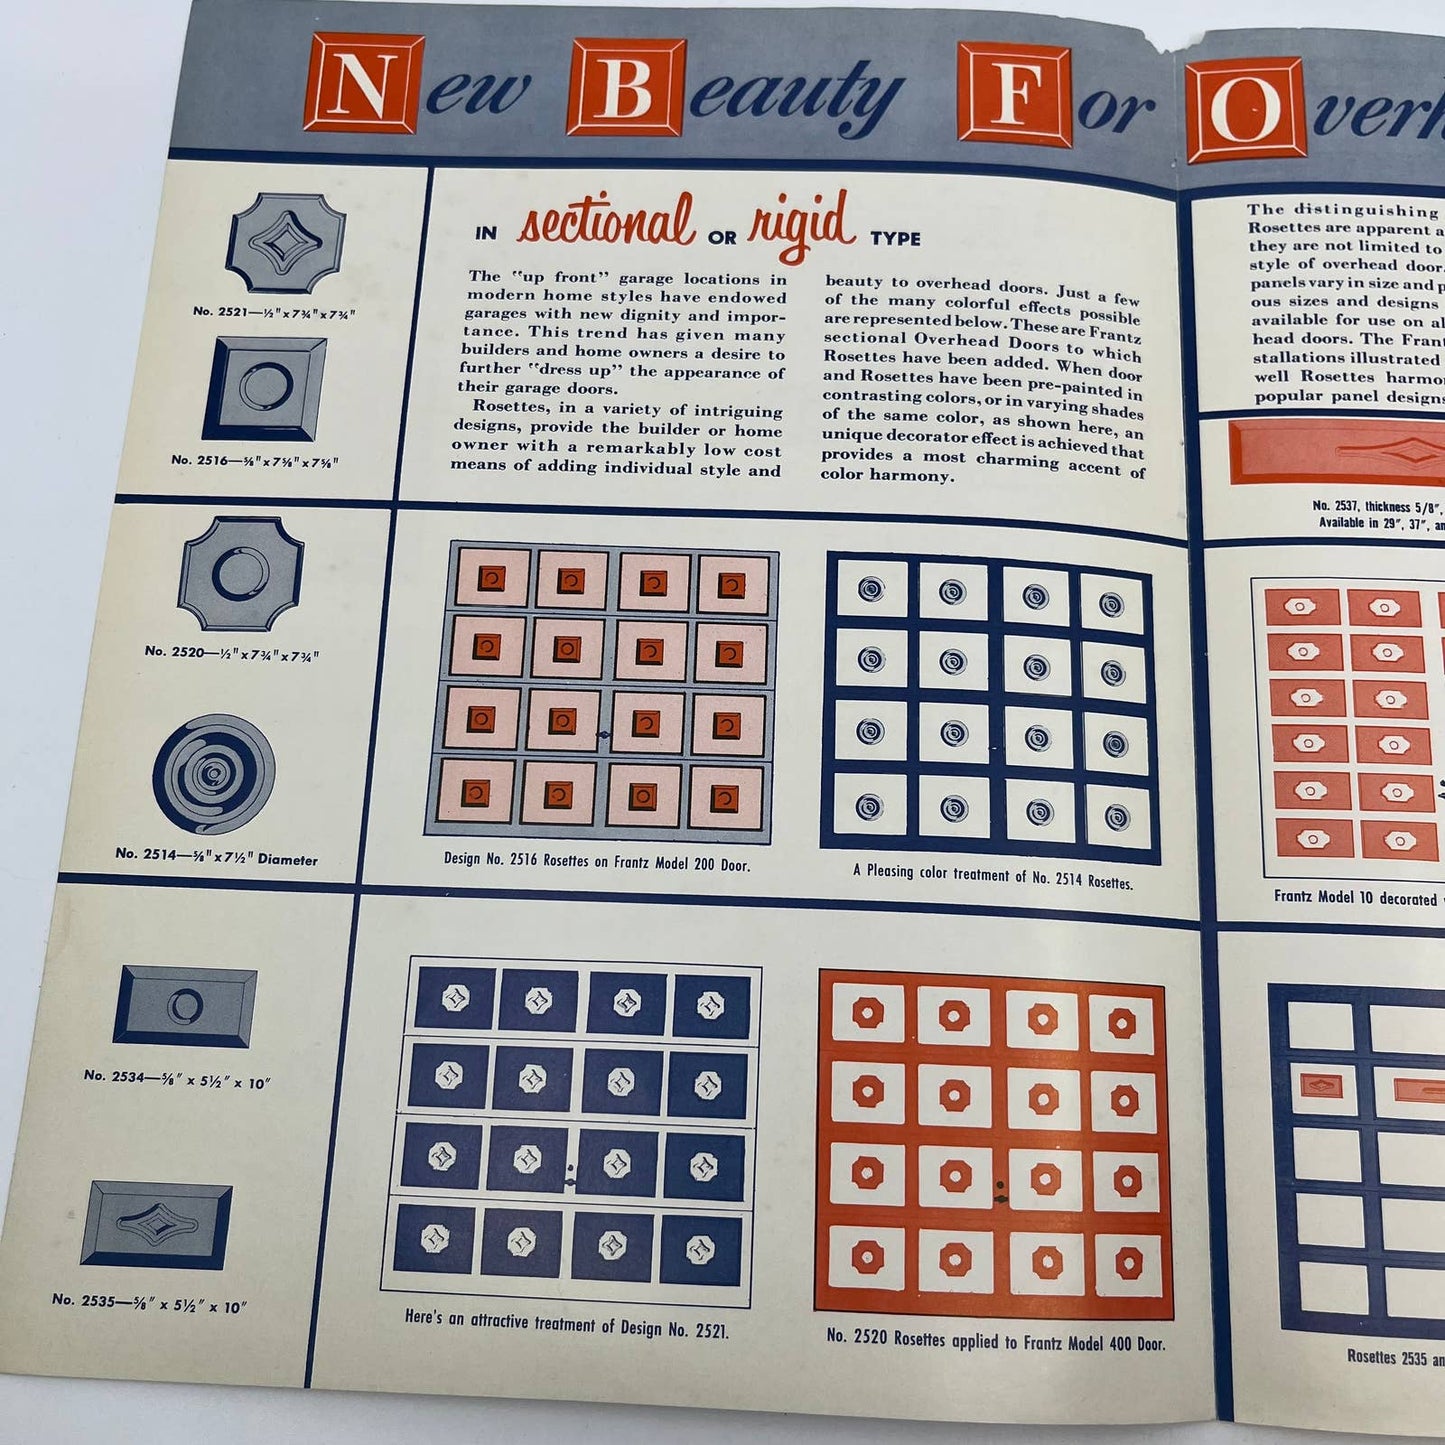 New Beauty For Overh
No. 2521—½" x 7¾" x 7¾"
No. 2516—⅝" x 7⅝" x 7⅝"
No. 2520—½" x 7¾" x 7¾"
No. 2514—⅝" x 7½" Diameter
No. 2534—⅝" x 5½" x 10"
No. 2535—⅝" x 5½" x 10"
IN sectional OR rigid TYPE
The "up front" garage locations in
modern home styles have endowed
garages with new dignity and impor-
tance. This trend has given many
builders and home owners a desire to
further "dress up" the appearance of
their garage doors.
Rosettes, in a variety of intriguing
designs, provide the builder or home
owner with a remarkably low cost
means of adding individual style and
beauty to overhead doors. Just a few
of the many colorful effects possible
are represented below. These are Frantz
sectional Overhead Doors to which
Rosettes have been added. When door
and Rosettes have been pre-painted in
contrasting colors, or in varying shades
of the same color, as shown here, an
unique decorator effect is achieved that
provides a most charming accent of
color harmony.
Design No. 2516 Rosettes on Frantz Model 200 Door.
A Pleasing color treatment of No. 2514 Rosettes.
Here's an attractive treatment of Design No. 2521.
No. 2520 Rosettes applied to Frantz Model 400 Door.
The distinguishing
Rosettes are apparent a
they are not limited to
style of overhead door.
panels vary in size and p
ous sizes and designs
available for use on al
head doors. The Frant
stallations illustrated
well Rosettes harmo
popular panel designs
No. 2537, thickness 5/8",
Available in 29", 37", an
Frantz Model 10 decorated
Rosettes 2535 an